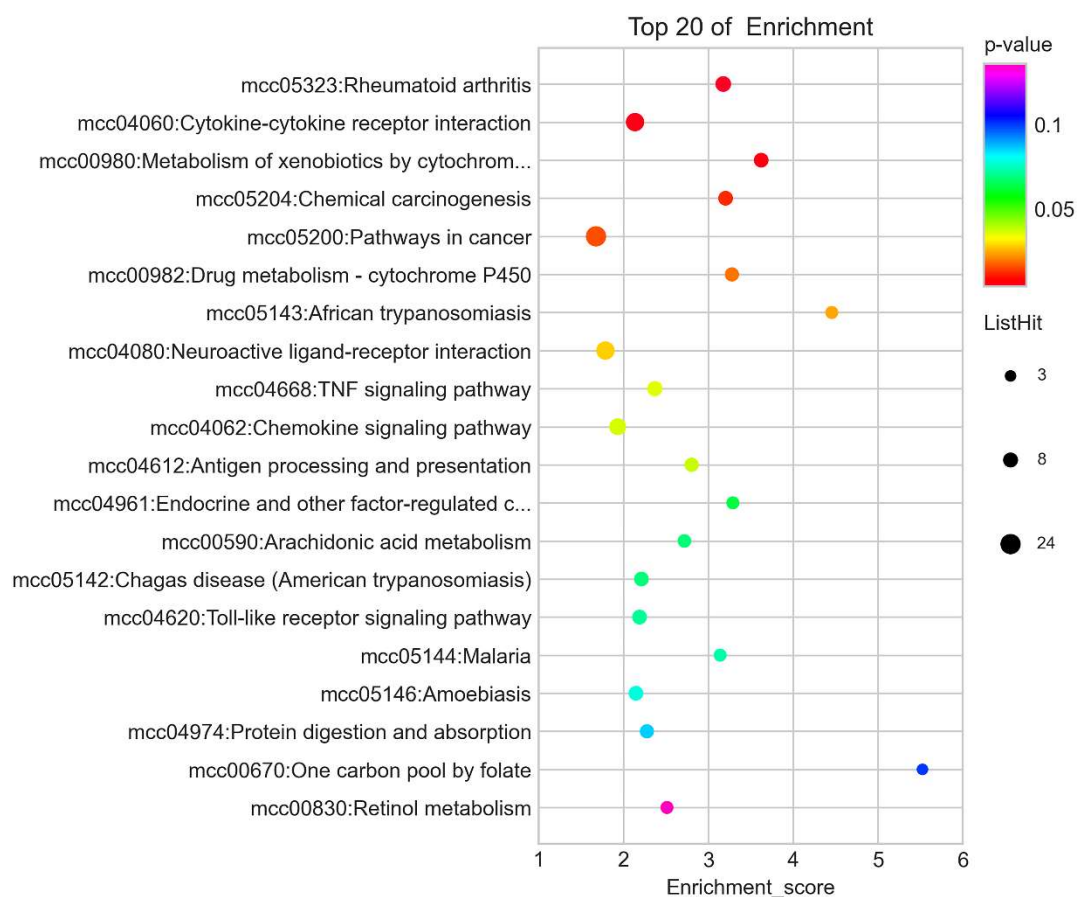 Top 20 of Enrichment
p-value
0.1
0.05
ListHit
3
8
24
mcc05323:Rheumatoid arthritis
mcc04060:Cytokine-cytokine receptor interaction
mcc00980:Metabolism of xenobiotics by cytochrom...
mcc05204:Chemical carcinogenesis
mcc05200:Pathways in cancer
mcc00982:Drug metabolism - cytochrome P450
mcc05143:African trypanosomiasis
mcc04080:Neuroactive ligand-receptor interaction
mcc04668:TNF signaling pathway
mcc04062:Chemokine signaling pathway
mcc04612:Antigen processing and presentation
mcc04961:Endocrine and other factor-regulated c...
mcc00590:Arachidonic acid metabolism
mcc05142:Chagas disease (American trypanosomiasis)
mcc04620:Toll-like receptor signaling pathway
mcc05144:Malaria
mcc05146:Amoebiasis
mcc04974:Protein digestion and absorption
mcc00670:One carbon pool by folate
mcc00830:Retinol metabolism
1 2 3 4 5 6
Enrichment_score